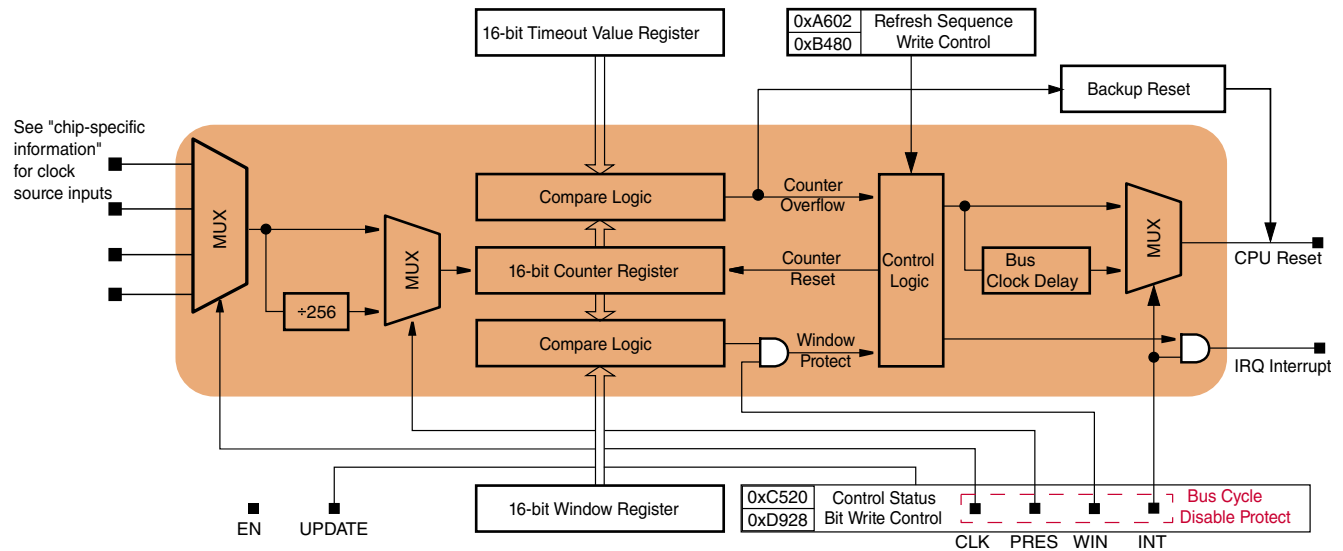 16-bit Timeout Value Register
0xA602
0xB480
Refresh Sequence
Write Control
Backup Reset
See "chip-specific
information"
for clock
source inputs
MUX
÷256
MUX
Compare Logic
16-bit Counter Register
Compare Logic
Counter
Overflow
Counter
Reset
Window
Protect
Control
Logic
Bus
Clock Delay
MUX
CPU Reset
IRQ Interrupt
EN
UPDATE
16-bit Window Register
0xC520
0xD928
Control Status
Bit Write Control
Bus Cycle
Disable Protect
CLK
PRES
WIN
INT